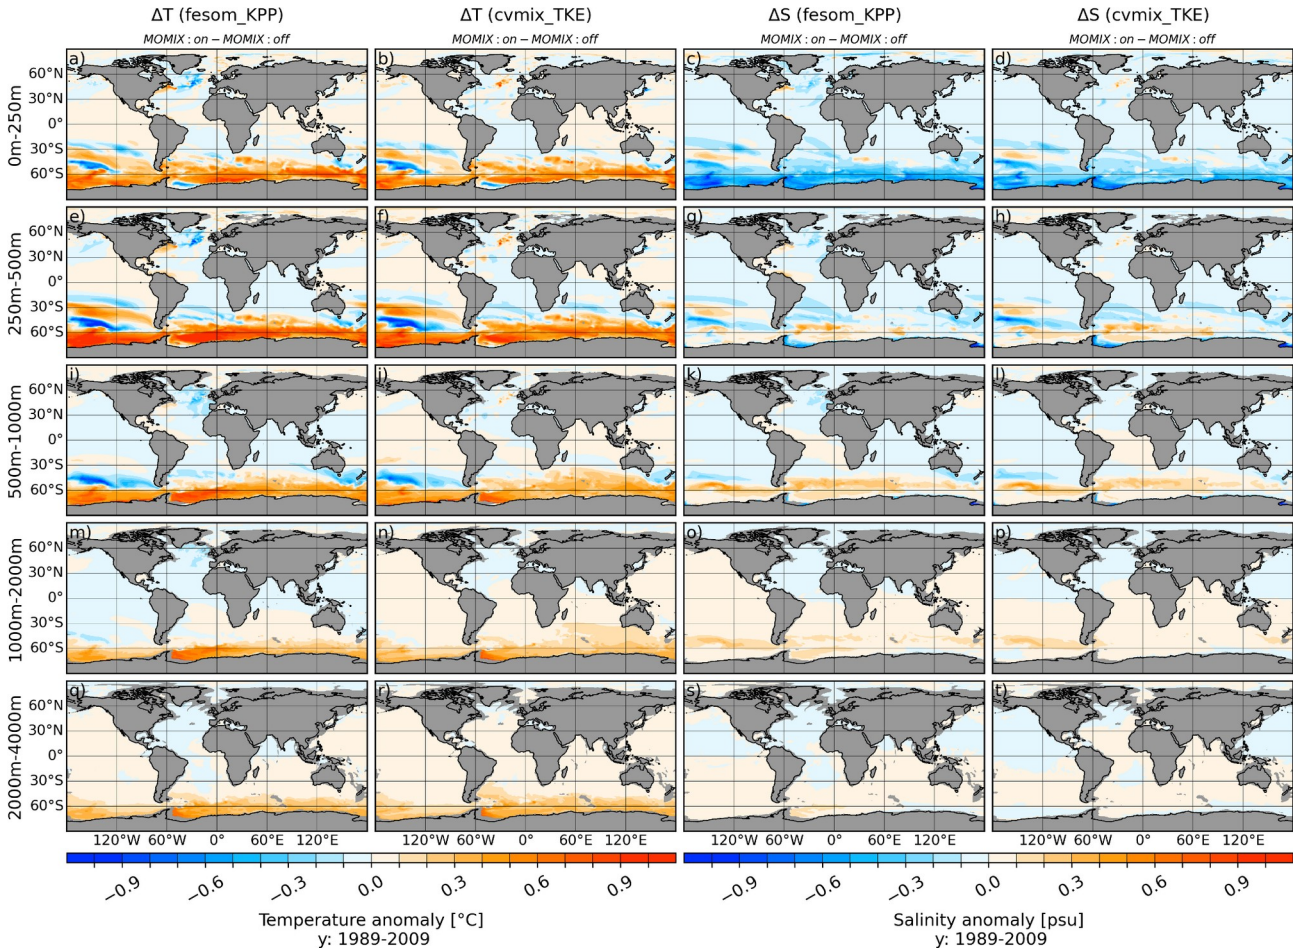 ΔT (fesom_KPP) ΔT (cvmix_TKE) ΔS (fesom_KPP) ΔS (cvmix_TKE)
MOMIX : on − MOMIX : off MOMIX : on − MOMIX : off MOMIX : on − MOMIX : off MOMIX : on − MOMIX : off
0m-250m
60°N
30°N
0°
30°S
60°S
a) b) c) d)
250m-500m
60°N
30°N
0°
30°S
60°S
e) f) g) h)
500m-1000m
60°N
30°N
0°
30°S
60°S
i) j) k) l)
1000m-2000m
60°N
30°N
0°
30°S
60°S
m) n) o) p)
2000m-4000m
60°N
30°N
0°
30°S
60°S
q) r) s) t)
120°W 60°W 0° 60°E 120°E 120°W 60°W 0° 60°E 120°E 120°W 60°W 0° 60°E 120°E 120°W 60°W 0° 60°E 120°E
−0.9 −0.6 −0.3 0.0 0.3 0.6 0.9 −0.9 −0.6 −0.3 0.0 0.3 0.6 0.9
Temperature anomaly [°C] Salinity anomaly [psu]
y: 1989-2009 y: 1989-2009